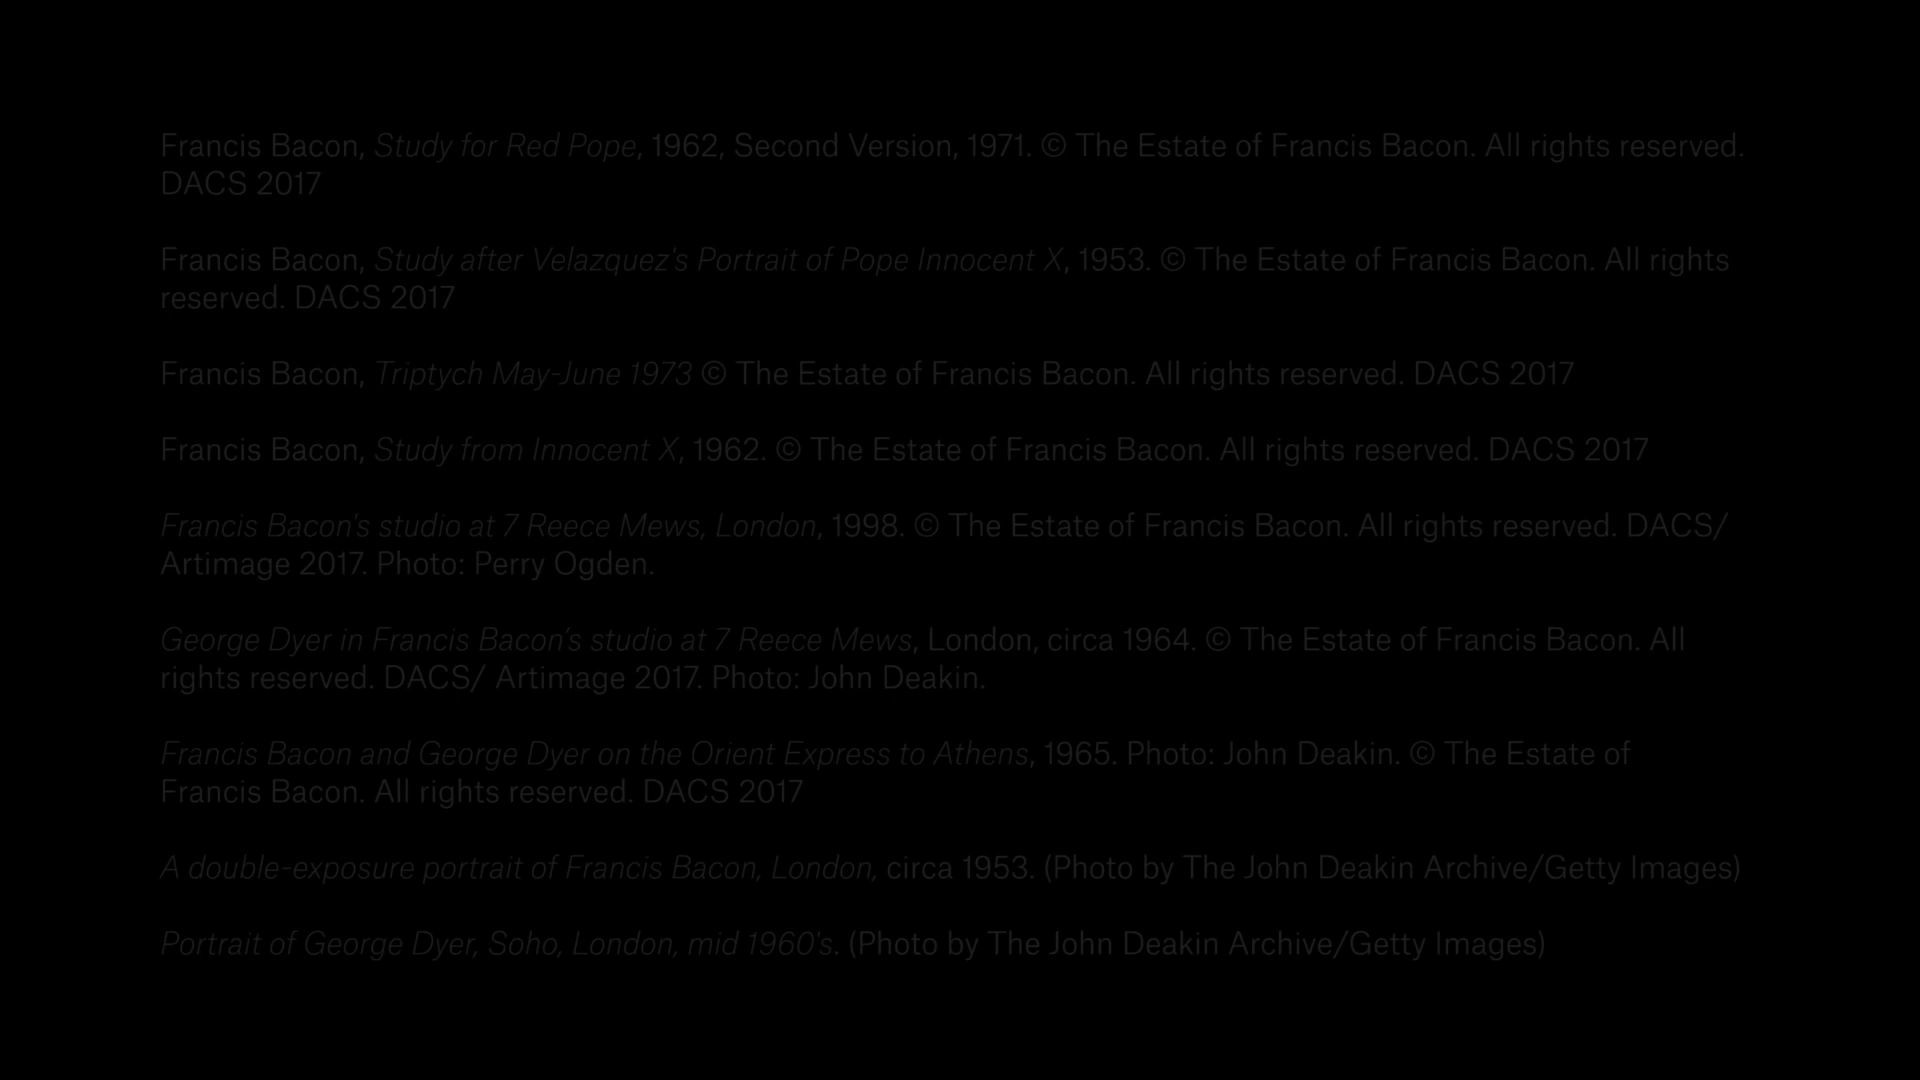 Francis Bacon, Study for Red Pope, 1962, Second Version, 1971. © The Estate of Francis Bacon. All rights reserved.
DACS 2017
Francis Bacon, Study after Velazquez's Portrait of Pope Innocent X, 1953. © The Estate of Francis Bacon. All rights
reserved. DACS 2017
Francis Bacon, Triptych May-June 1973 © The Estate of Francis Bacon. All rights reserved. DACS 2017
Francis Bacon, Study from Innocent X, 1962. © The Estate of Francis Bacon. All rights reserved. DACS 2017
Francis Bacon's studio at 7 Reece Mews, London, 1998. © The Estate of Francis Bacon. All rights reserved. DACS/
Artimage 2017. Photo: Perry Ogden.
George Dyer in Francis Bacon’s studio at 7 Reece Mews, London, circa 1964. © The Estate of Francis Bacon. All
rights reserved. DACS/ Artimage 2017. Photo: John Deakin.
Francis Bacon and George Dyer on the Orient Express to Athens, 1965. Photo: John Deakin. © The Estate of
Francis Bacon. All rights reserved. DACS 2017
A double-exposure portrait of Francis Bacon, London, circa 1953. (Photo by The John Deakin Archive/Getty Images)
Portrait of George Dyer, Soho, London, mid 1960's. (Photo by The John Deakin Archive/Getty Images)